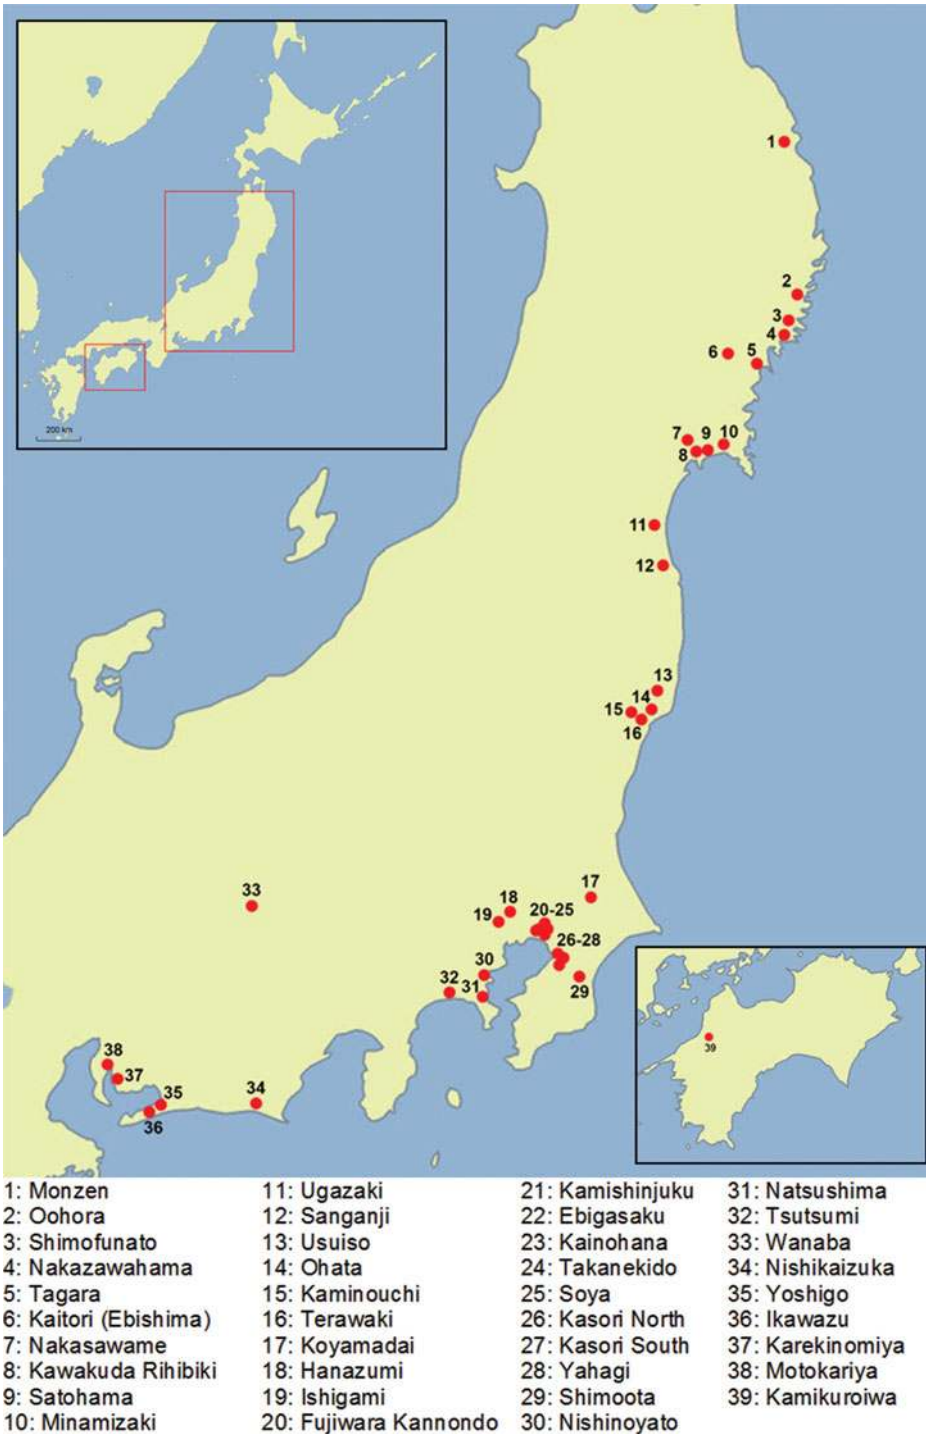 200 km
1
2
3
4
5
6
7
8
9
10
11
12
13
14
15
16
17
18
19
20-25
26-28
29
30
31
32
33
34
35
36
37
38
39
1: Monzen
2: Oohora
3: Shimofunato
4: Nakazawahama
5: Tagara
6: Kaitori (Ebishima)
7: Nakasawame
8: Kawakuda Rihibiki
9: Satohama
10: Minamizaki
11: Ugazaki
12: Sanganji
13: Usuiso
14: Ohata
15: Kaminouchi
16: Terawaki
17: Koyamadai
18: Hanazumi
19: Ishigami
20: Fujiwara Kannondo
21: Kamishinjuku
22: Ebigasaku
23: Kainohana
24: Takanekido
25: Soya
26: Kasori North
27: Kasori South
28: Yahagi
29: Shimoota
30: Nishinoyato
31: Natsushima
32: Tsutsumi
33: Wanaba
34: Nishikaizuka
35: Yoshigo
36: Ikawazu
37: Karekinomiya
38: Motokariya
39: Kamikuroiwa